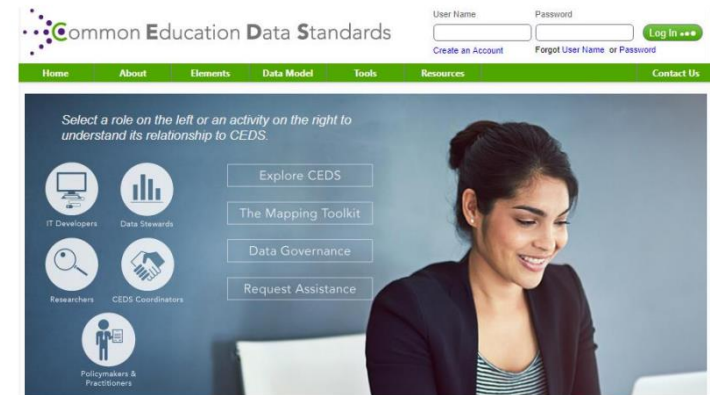 User Name
Password
Common Education Data Standards
Log In
Create an Account
Forgot User Name or Password
Home About Elements Data Model Tools Resources Contact Us
Select a role on the left or an activity on the right to
understand its relationship to CEDS.
IT Developers
Data Stewards
Researchers
CEDS Coordinators
Policymakers &
Practitioners
Explore CEDS
The Mapping Toolkit
Data Governance
Request Assistance